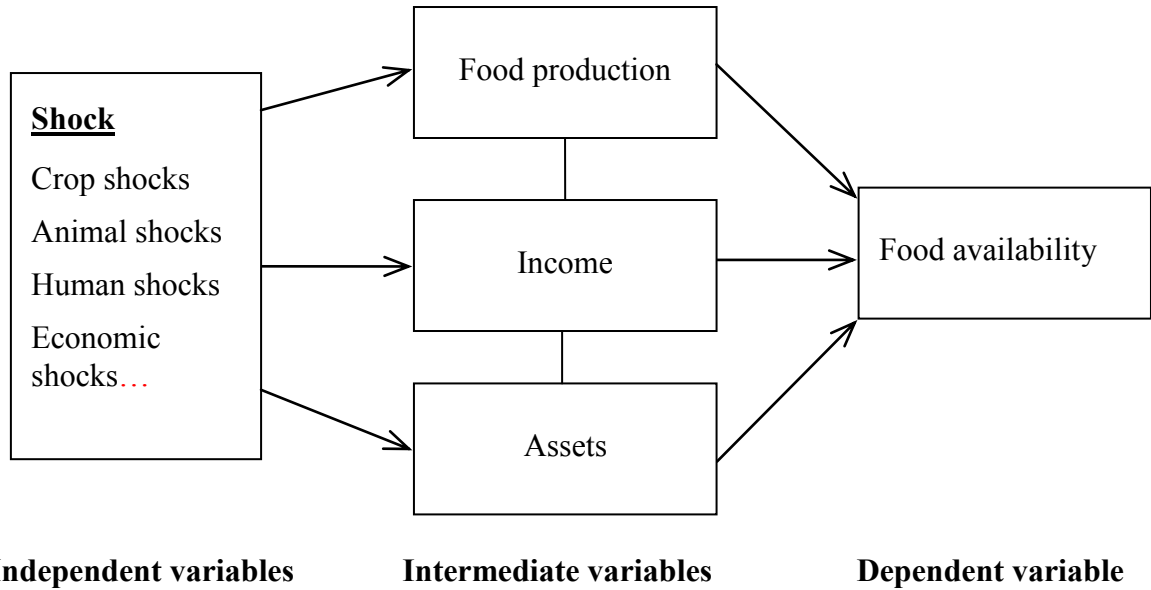 Shock
Crop shocks
Animal shocks
Human shocks
Economic
shocks…
Food production
Income
Assets
Food availability
Independent variables
Intermediate variables
Dependent variable